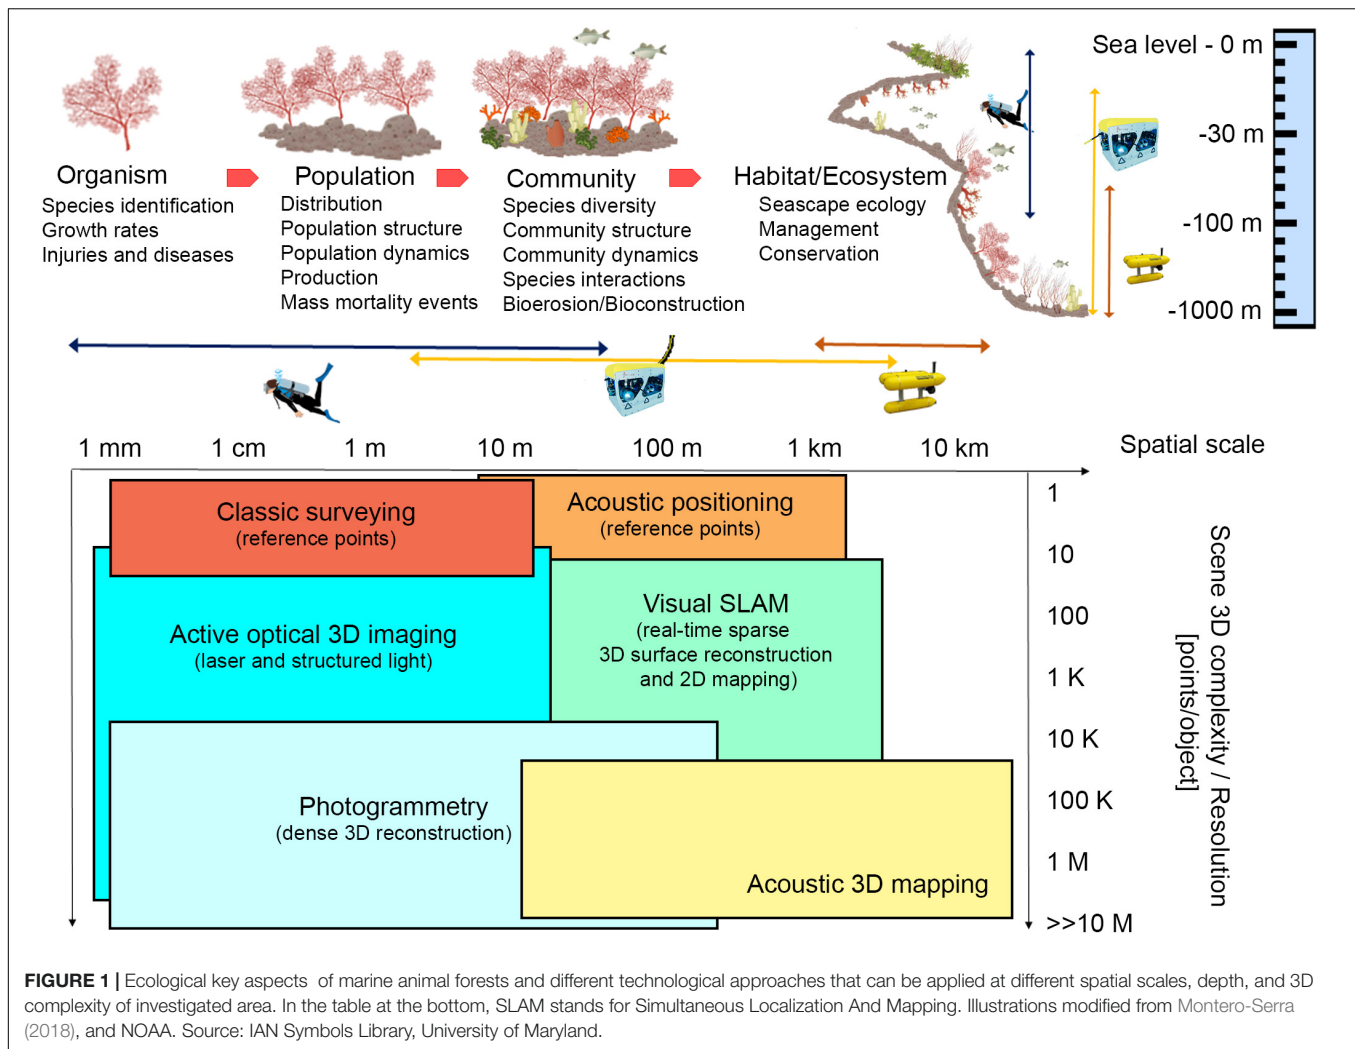 Sea level - 0 m
-30 m
-100 m
-1000 m
Organism
Species identification
Growth rates
Injuries and diseases
Population
Distribution
Population structure
Population dynamics
Production
Mass mortality events
Community
Species diversity
Community structure
Community dynamics
Species interactions
Bioerosion/Bioconstruction
Habitat/Ecosystem
Seascape ecology
Management
Conservation
1 mm 1 cm 1 m 10 m 100 m 1 km 10 km Spatial scale
Classic surveying
(reference points)
Acoustic positioning
(reference points)
Active optical 3D imaging
(laser and structured light)
Visual SLAM
(real-time sparse
3D surface reconstruction
and 2D mapping)
Photogrammetry
(dense 3D reconstruction)
Acoustic 3D mapping
1
10
100
1 K
10 K
100 K
1 M
>>10 M
Scene 3D complexity / Resolution
[points/object]
FIGURE 1 | Ecological key aspects of marine animal forests and different technological approaches that can be applied at different spatial scales, depth, and 3D
complexity of investigated area. In the table at the bottom, SLAM stands for Simultaneous Localization And Mapping. Illustrations modified from Montero-Serra
(2018), and NOAA. Source: IAN Symbols Library, University of Maryland.